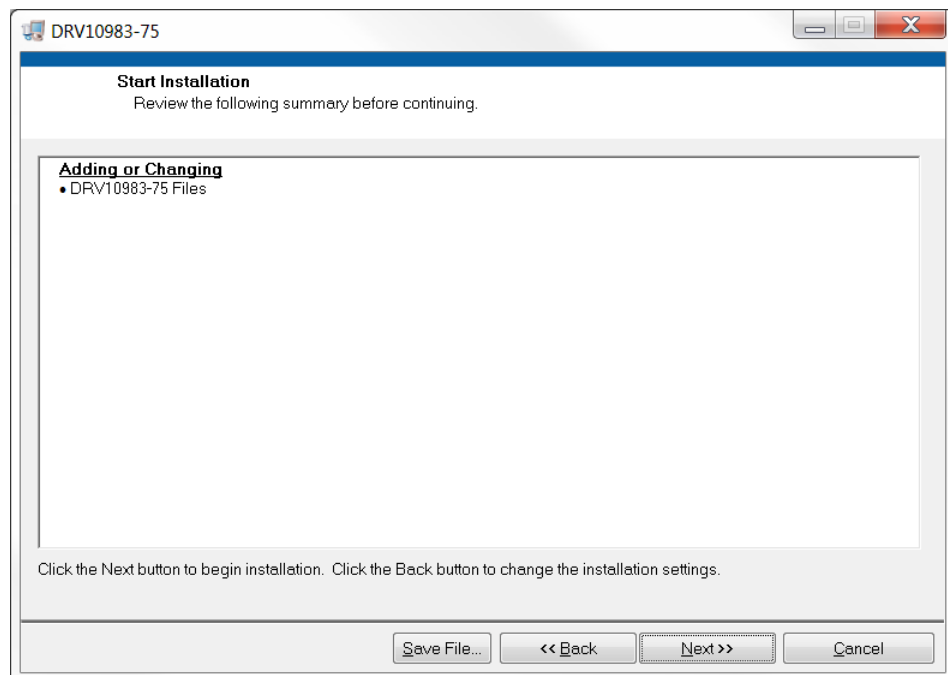 DRV10983-75
Start Installation
Review the following summary before continuing.
Adding or Changing
• DRV10983-75 Files
Click the Next button to begin installation. Click the Back button to change the installation settings.
Save File... << Back Next >> Cancel